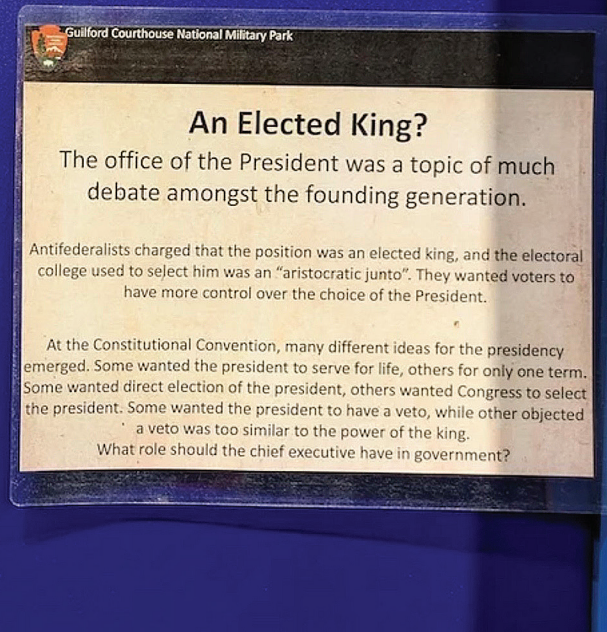 Guilford Courthouse National Military Park
An Elected King?
The office of the President was a topic of much
debate amongst the founding generation.
Antifederalists charged that the position was an elected king, and the electoral
college used to select him was an “aristocratic junto”. They wanted voters to
have more control over the choice of the President.
At the Constitutional Convention, many different ideas for the presidency
emerged. Some wanted the president to serve for life, others for only one term.
Some wanted direct election of the president, others wanted Congress to select
the president. Some wanted the president to have a veto, while other objected
a veto was too similar to the power of the king.
What role should the chief executive have in government?